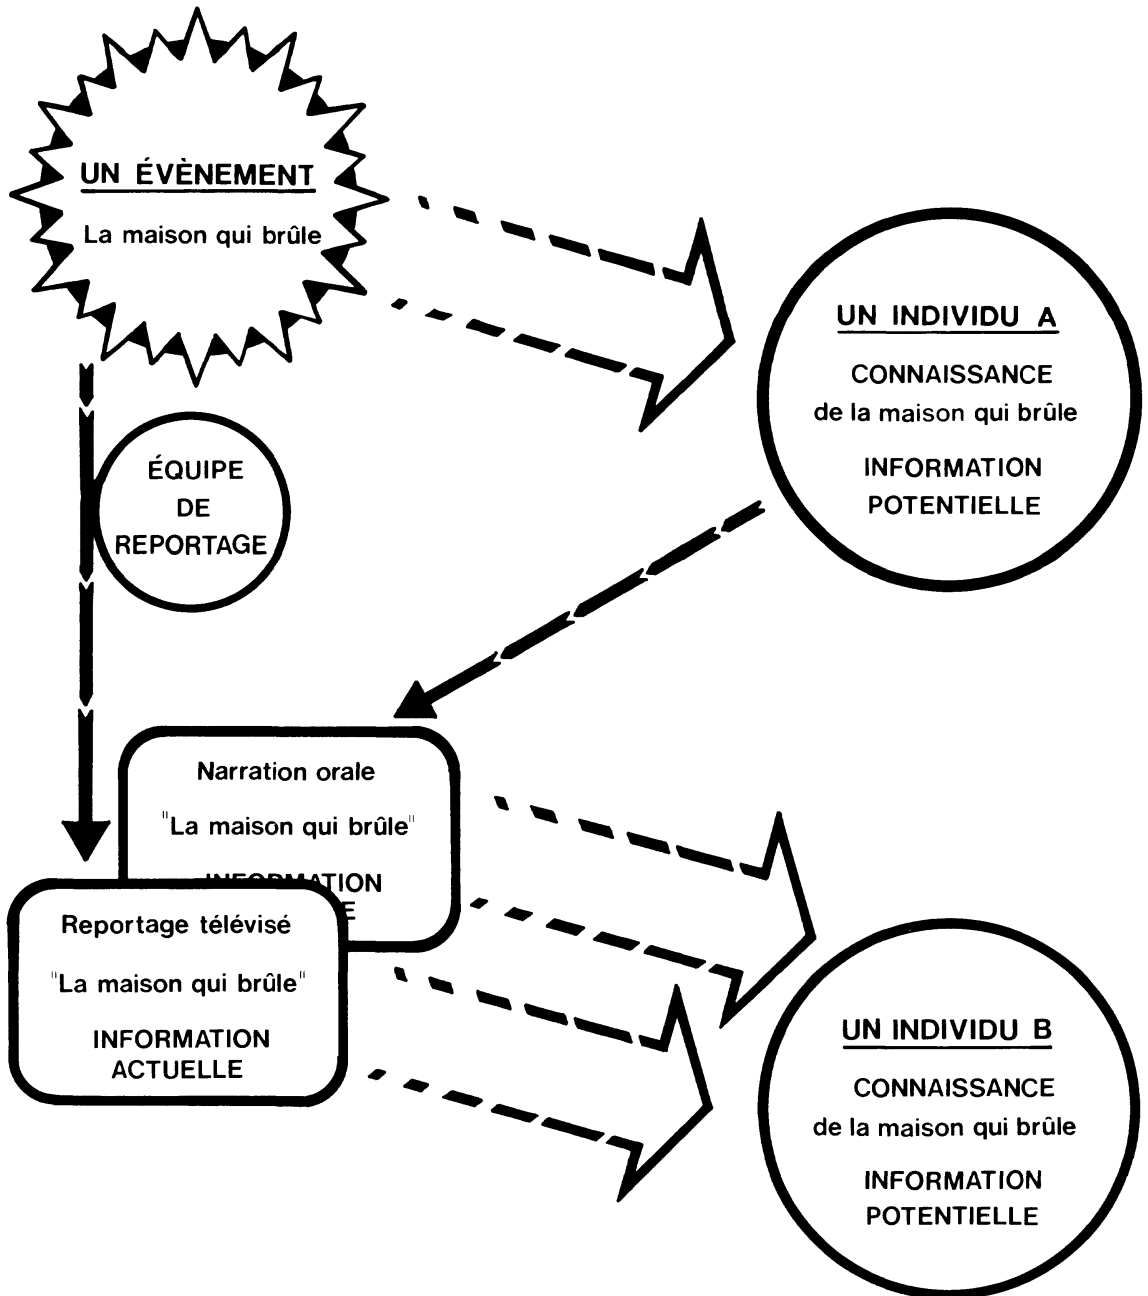 UN ÉVÈNEMENT
La maison qui brûle
UN INDIVIDU A
CONNAISSANCE
de la maison qui brûle
INFORMATION
POTENTIELLE
ÉQUIPE
DE
REPORTAGE
Narration orale
"La maison qui brûle"
INFORMATION
E
Reportage télévisé
"La maison qui brûle"
INFORMATION
ACTUELLE
UN INDIVIDU B
CONNAISSANCE
de la maison qui brûle
INFORMATION
POTENTIELLE